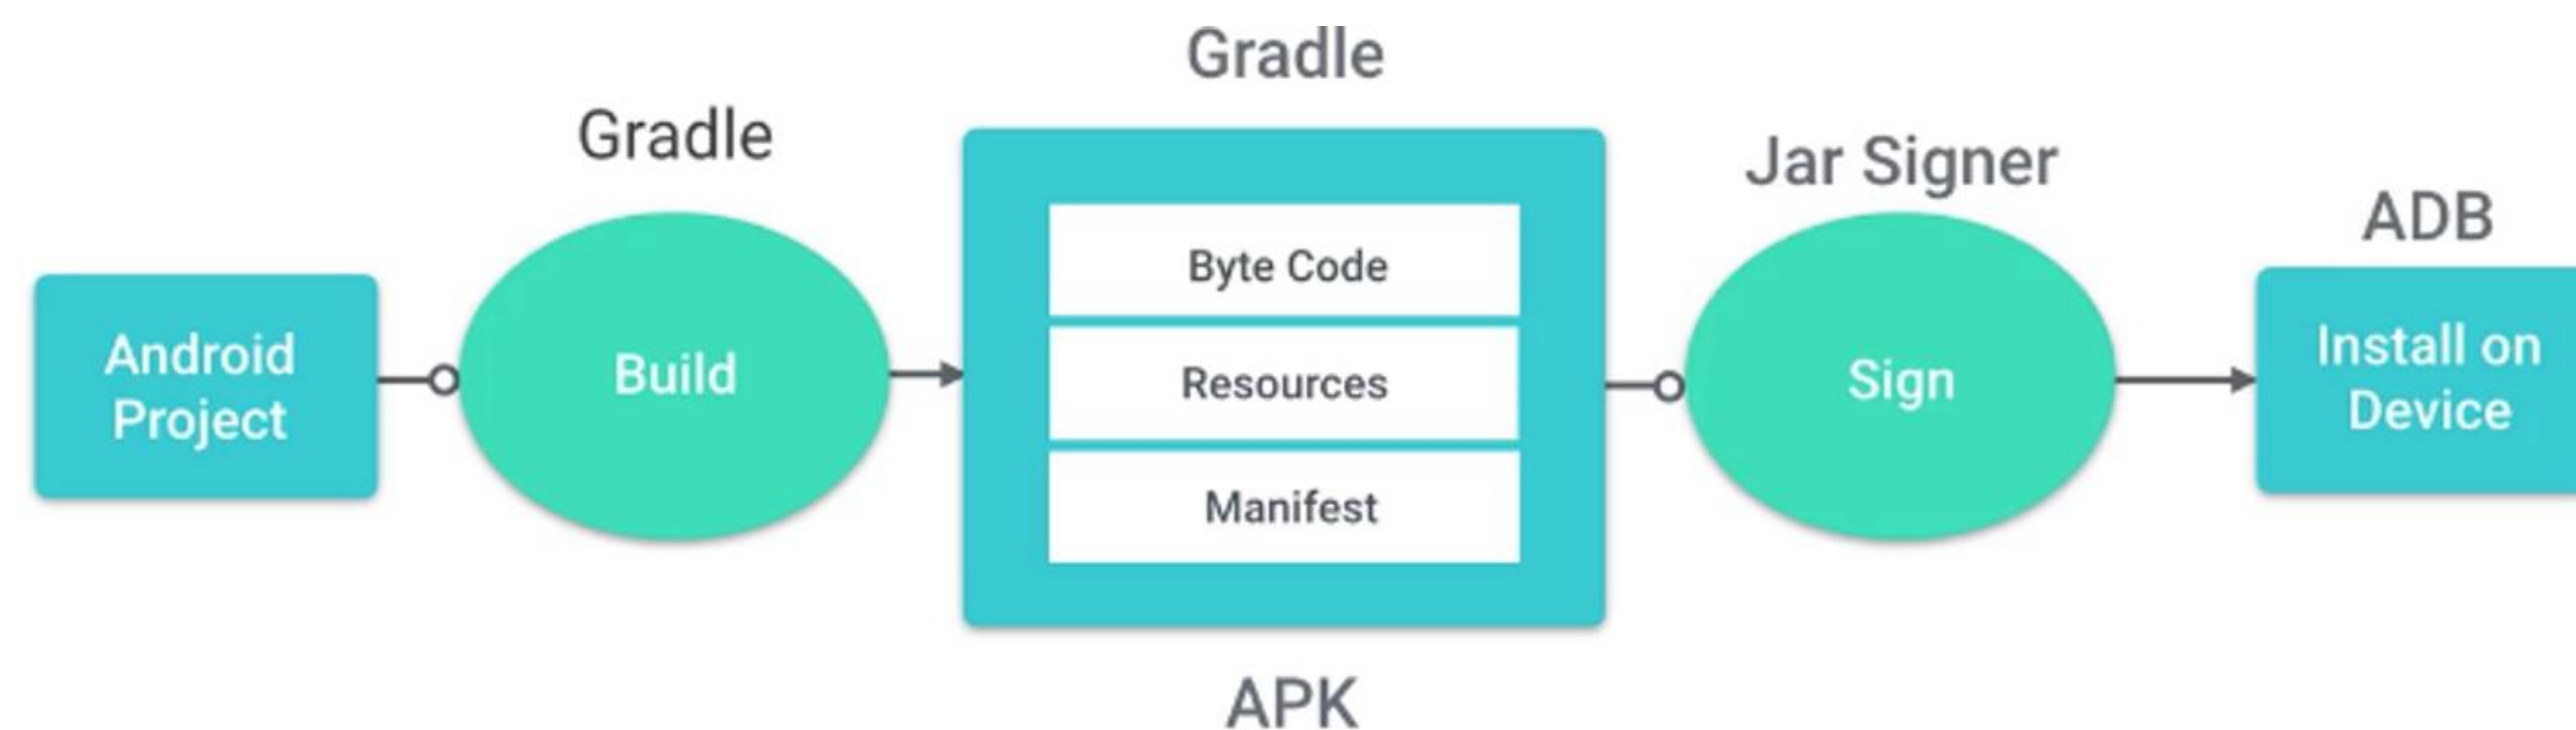 Gradle
Gradle
Jar Signer
ADB
Android
Project
Build
Byte Code
Resources
Manifest
Sign
Install on
Device
APK